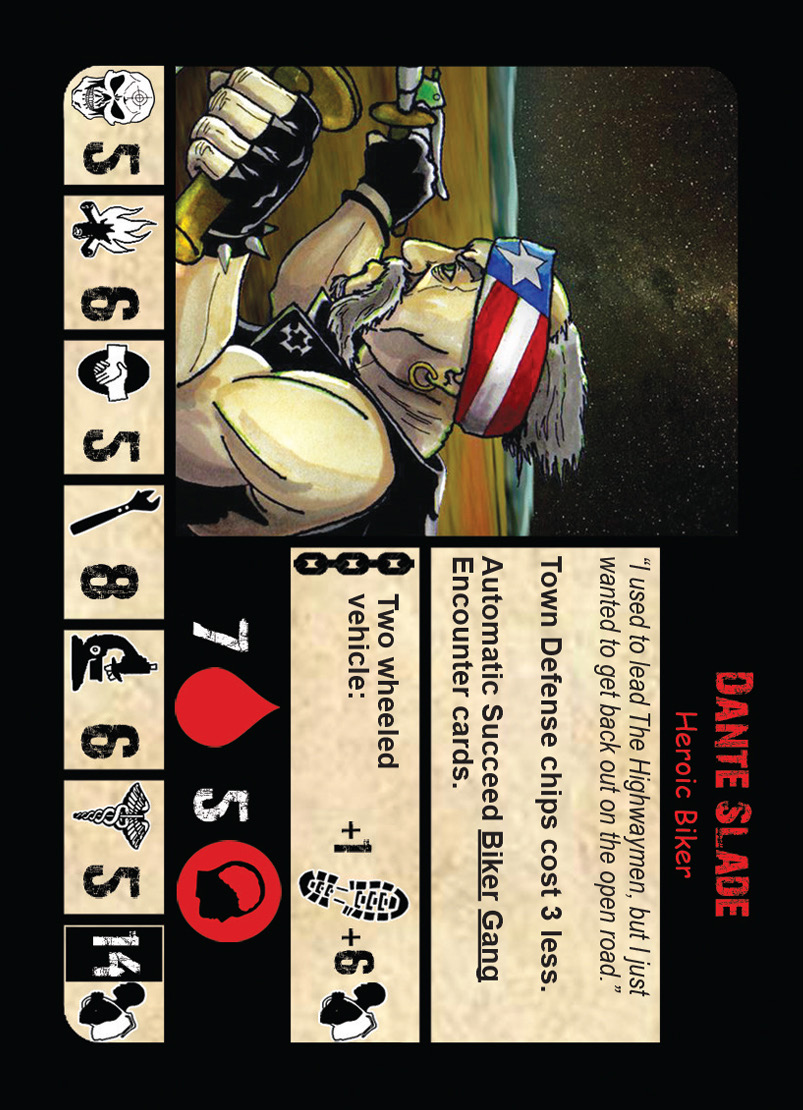 DANTE SLADE
Heroic Biker
“I used to lead The Highwaymen, but I just
wanted to get back out on the open road.”
Town Defense chips cost 3 less.
Automatic Succeed Biker Gang
Encounter cards.
Two wheeled
vehicle:
+1 +6
7 5
5 6 5 8 6 5 14